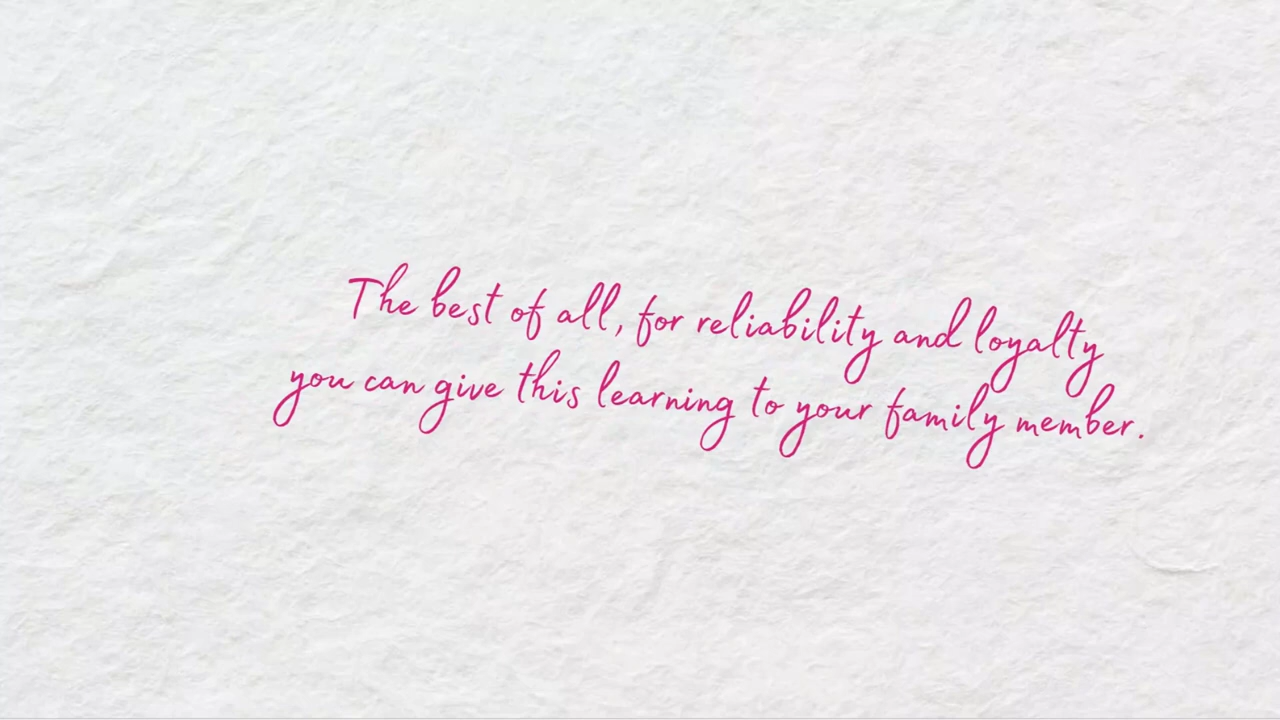 The best of all, for reliability and loyalty
you can give this learning to your family member.